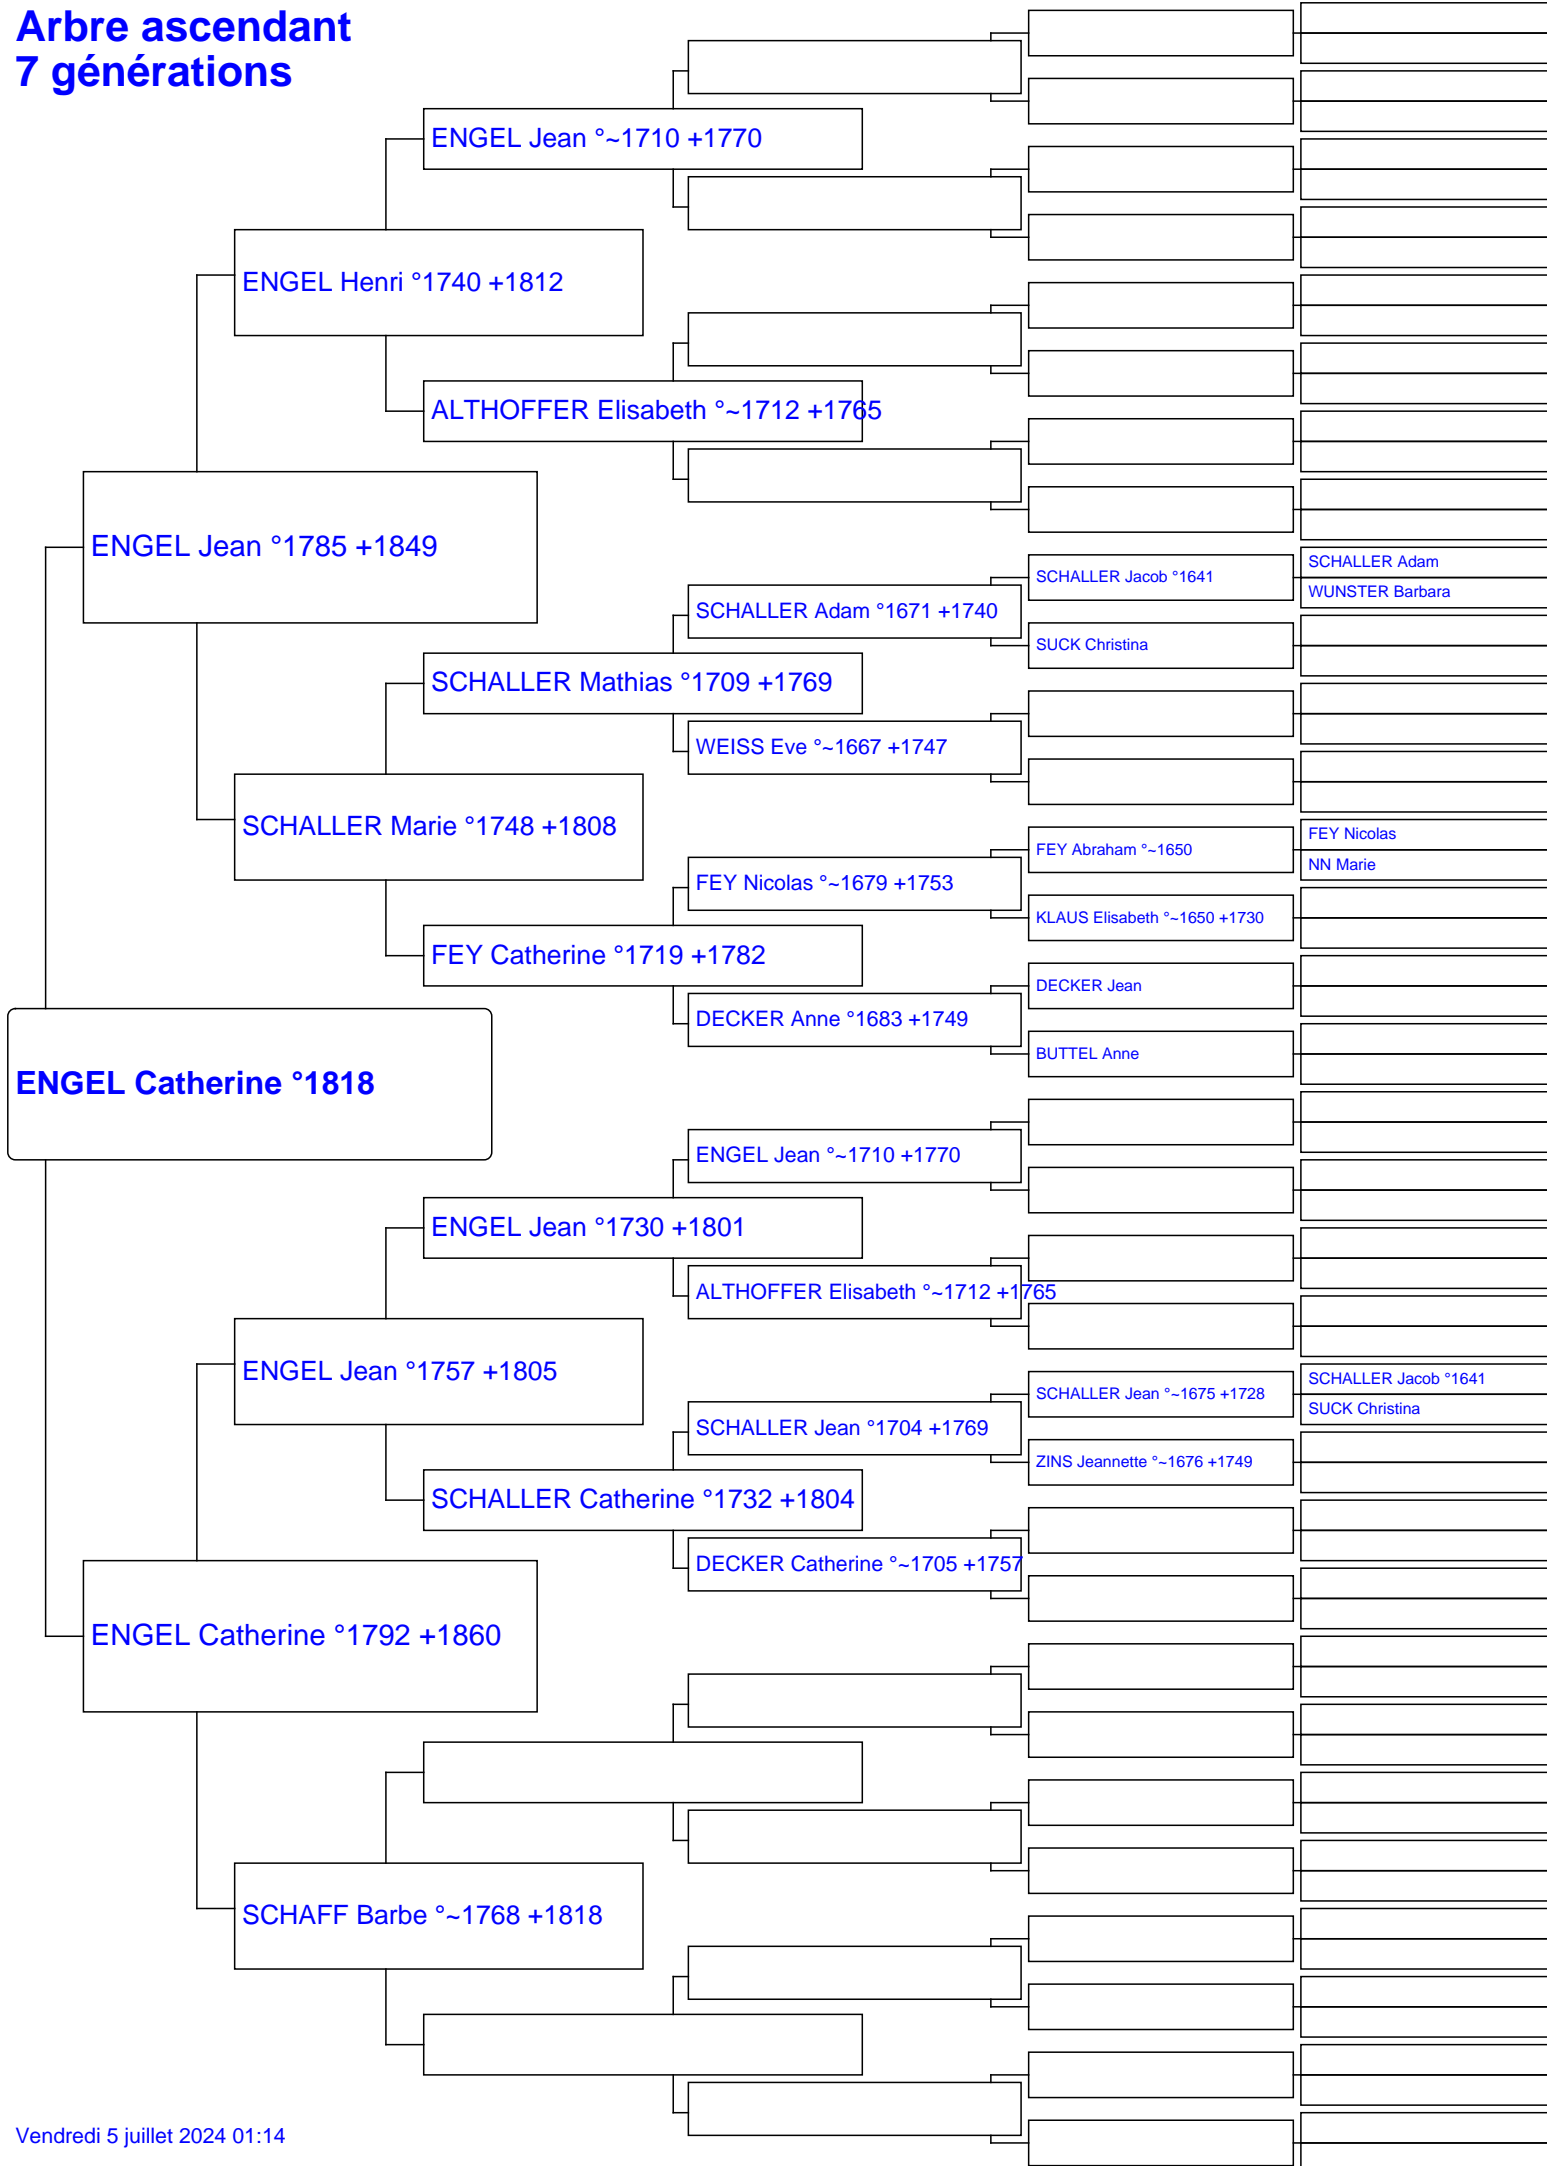 Arbre ascendant
7 générations
ENGEL Jean °~1710 +1770
ENGEL Henri °1740 +1812
ALTHOFFER Elisabeth °~1712 +1765
ENGEL Jean °1785 +1849
SCHALLER Adam
SCHALLER Jacob °1641
WUNSTER Barbara
SCHALLER Adam °1671 +1740
SUCK Christina
SCHALLER Mathias °1709 +1769
WEISS Eve °~1667 +1747
SCHALLER Marie °1748 +1808
FEY Nicolas
FEY Abraham °~1650
NN Marie
FEY Nicolas °~1679 +1753
KLAUS Elisabeth °~1650 +1730
FEY Catherine °1719 +1782
DECKER Jean
DECKER Anne °1683 +1749
BUTTEL Anne
ENGEL Catherine °1818
ENGEL Jean °~1710 +1770
ENGEL Jean °1730 +1801
ALTHOFFER Elisabeth °~1712 +1765
ENGEL Jean °1757 +1805
SCHALLER Jacob °1641
SCHALLER Jean °~1675 +1728
SUCK Christina
SCHALLER Jean °1704 +1769
ZINS Jeannette °~1676 +1749
SCHALLER Catherine °1732 +1804
DECKER Catherine °~1705 +1757
ENGEL Catherine °1792 +1860
SCHAFF Barbe °~1768 +1818
Vendredi 5 juillet 2024 01:14